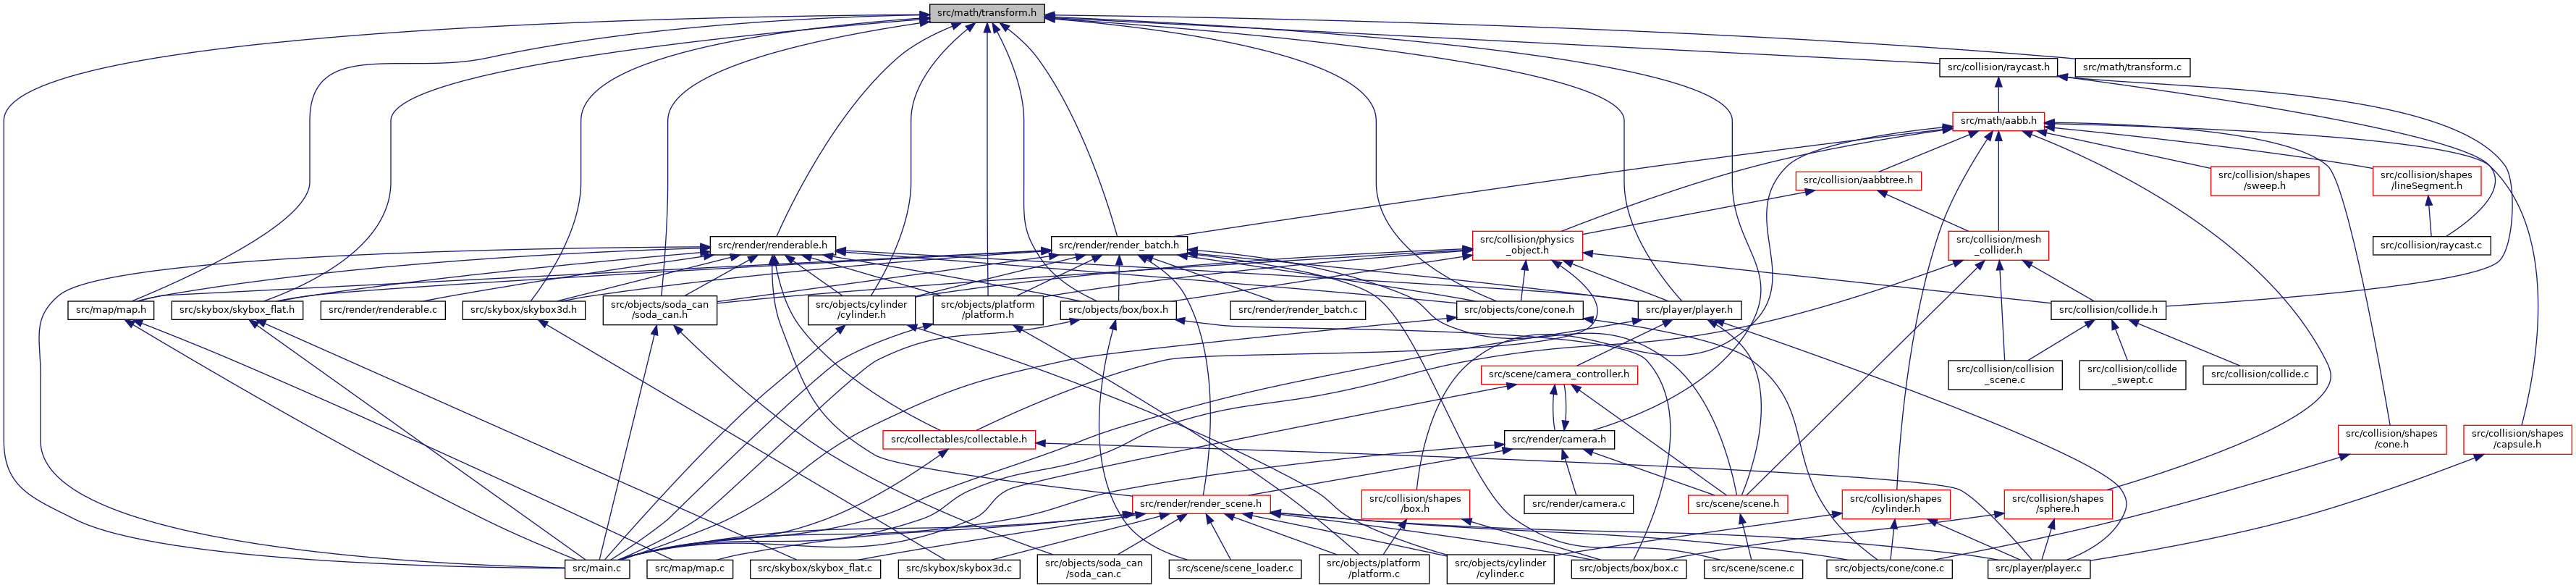 src/math/transform.h
src/collision/raycast.h
src/math/transform.c
src/math/aabb.h
src/collision/aabbtree.h
src/collision/shapes
/sweep.h
src/collision/shapes
/lineSegment.h
src/render/renderable.h
src/render/render_batch.h
src/collision/physics
_object.h
src/collision/mesh
_collider.h
src/collision/raycast.c
src/map/map.h
src/skybox/skybox_flat.h
src/render/renderable.c
src/skybox/skybox3d.h
src/objects/soda_can
/soda_can.h
src/objects/cylinder
/cylinder.h
src/objects/platform
/platform.h
src/objects/box/box.h
src/render/render_batch.c
src/objects/cone/cone.h
src/player/player.h
src/collision/collide.h
src/scene/camera_controller.h
src/collision/collision
_scene.c
src/collision/collide
_swept.c
src/collision/collide.c
src/collectables/collectable.h
src/render/camera.h
src/collision/shapes
/cone.h
src/collision/shapes
/capsule.h
src/render/render_scene.h
src/collision/shapes
/box.h
src/render/camera.c
src/scene/scene.h
src/collision/shapes
/cylinder.h
src/collision/shapes
/sphere.h
src/main.c
src/map/map.c
src/skybox/skybox_flat.c
src/skybox/skybox3d.c
src/objects/soda_can
/soda_can.c
src/scene/scene_loader.c
src/objects/platform
/platform.c
src/objects/cylinder
/cylinder.c
src/objects/box/box.c
src/scene/scene.c
src/objects/cone/cone.c
src/player/player.c